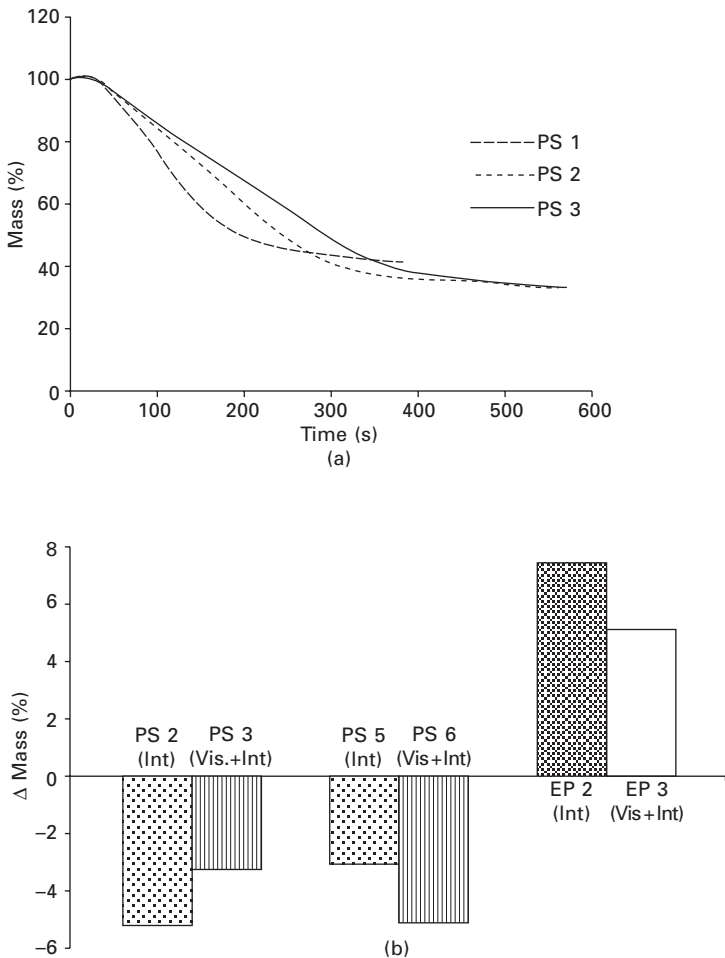 120
100
80
60
40
20
0
Mass (%)
PS 1
PS 2
PS 3
0 100 200 300 400 500 600
Time (s)
(a)
8
6
4
2
0
–2
–4
–6
Δ Mass (%)
PS 2 PS 3 PS 5 PS 6
(Int) (Vis.+Int) (Int) (Vis+Int)
EP 2 EP 3
(Int) (Vis+Int)
(b)